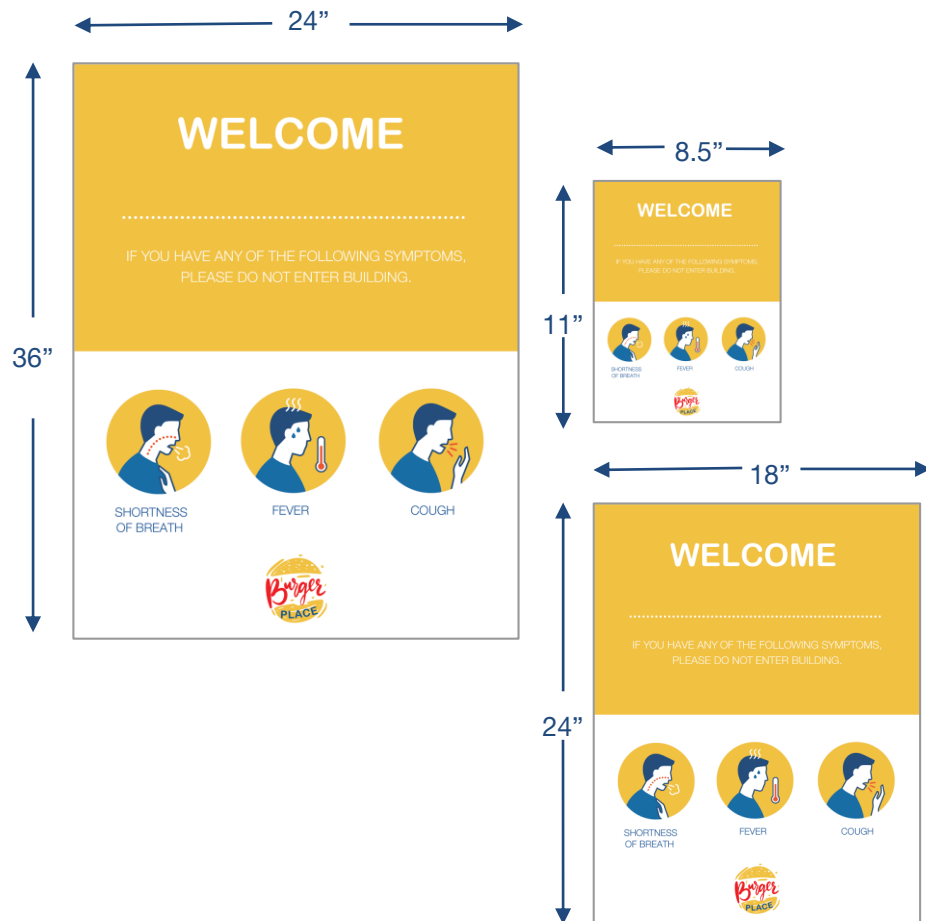 24”
36”
WELCOME
IF YOU HAVE ANY OF THE FOLLOWING SYMPTOMS,
PLEASE DO NOT ENTER BUILDING.
SHORTNESS
OF BREATH
FEVER
COUGH
Burger
PLACE
8.5”
11”
WELCOME
IF YOU HAVE ANY OF THE FOLLOWING SYMPTOMS,
PLEASE DO NOT ENTER BUILDING.
SHORTNESS
OF BREATH
FEVER
COUGH
Burger
PLACE
18”
24”
WELCOME
IF YOU HAVE ANY OF THE FOLLOWING SYMPTOMS,
PLEASE DO NOT ENTER BUILDING.
SHORTNESS
OF BREATH
FEVER
COUGH
Burger
PLACE